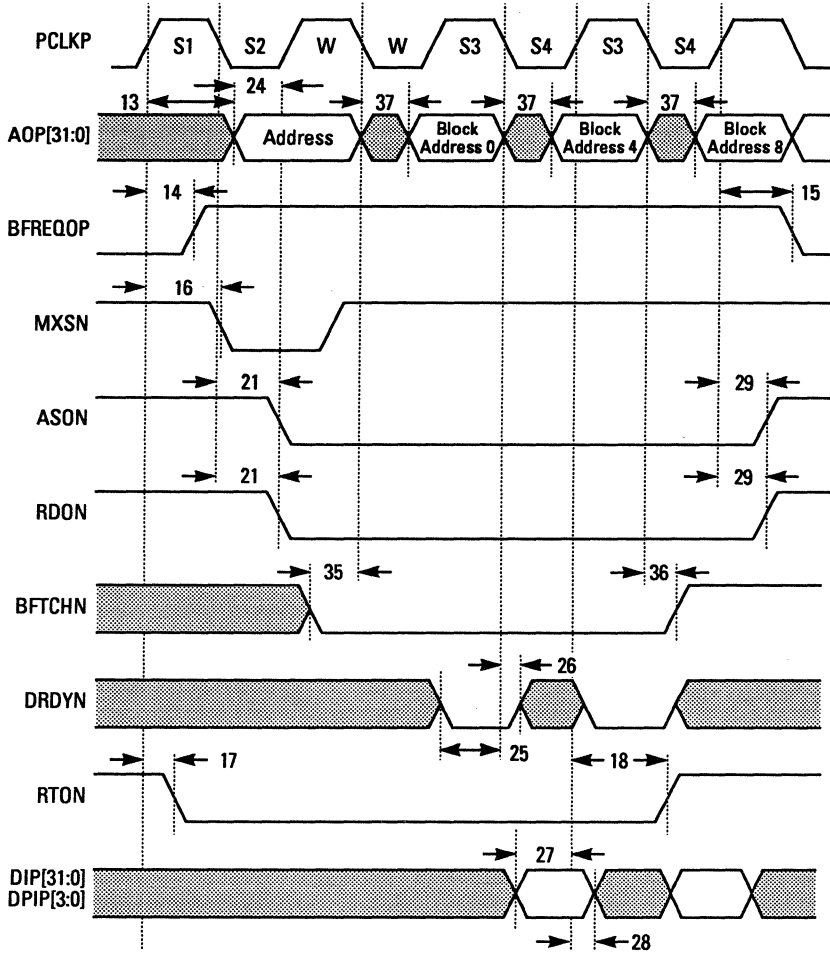 PCLKP S1 S2 W W S3 S4 S3 S4
13 24 37 37 37
AOP[31:0] Address Block Address 0 Block Address 4 Block Address 8
14 15
BFREQOP
16
MXSN
21 29
ASON
21 29
RDON
35 36
BFTCHN
26
DRDYN
25
17 18
RTON
27
DIP[31:0]
DPIP[3:0]
28